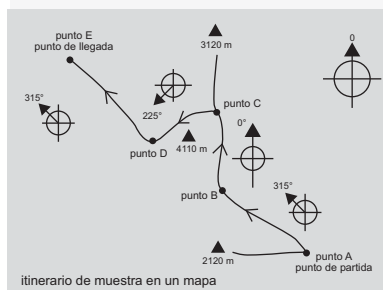 punto E
punto de llegada
3120 m
0
315°
225°
punto C
0°
4110 m
punto D
315°
punto B
2120 m
punto A
punto de partida
itinerario de muestra en un mapa